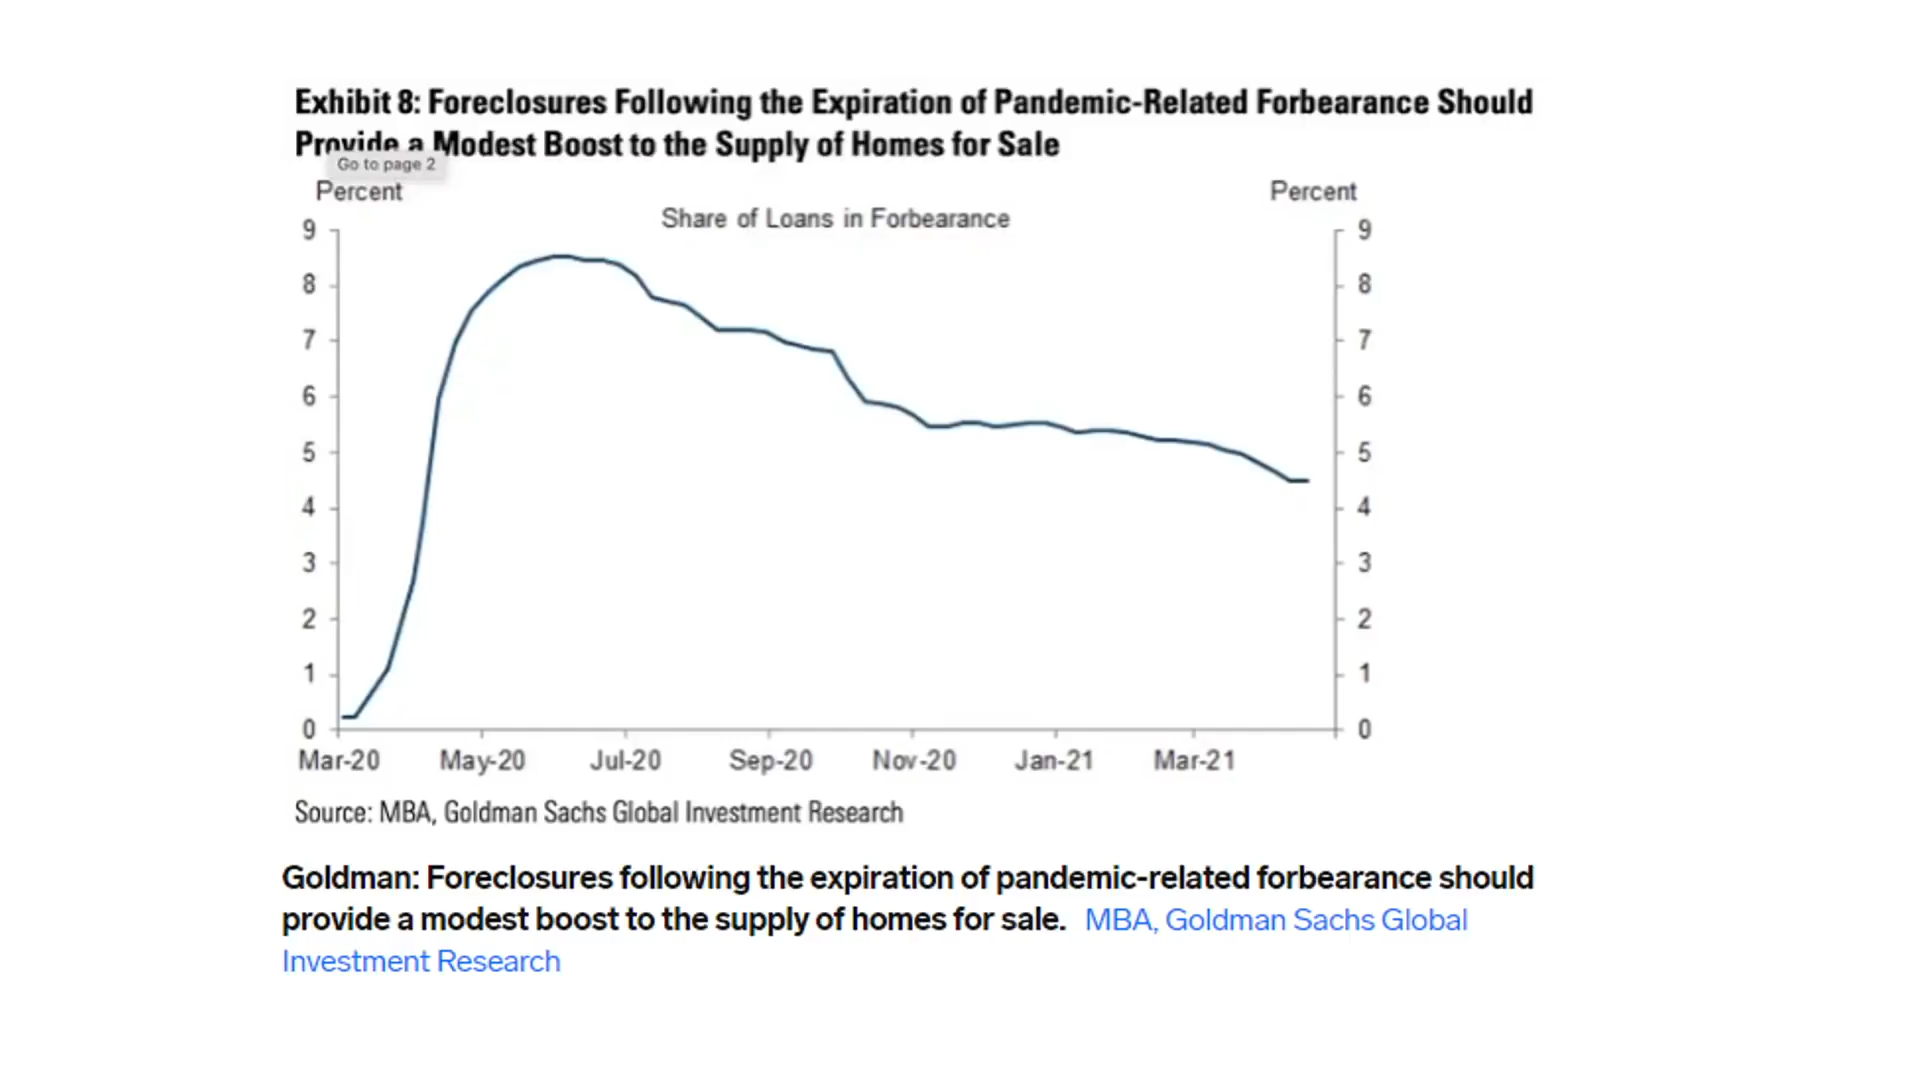 Exhibit 8: Foreclosures Following the Expiration of Pandemic-Related Forbearance Should
Provide a Modest Boost to the Supply of Homes for Sale
Go to page 2
Percent
Percent
Share of Loans in Forbearance
9
9
8
8
7
7
6
6
5
5
4
4
3
3
2
2
1
1
0
0
Mar-20 May-20 Jul-20 Sep-20 Nov-20 Jan-21 Mar-21
Source: MBA, Goldman Sachs Global Investment Research
Goldman: Foreclosures following the expiration of pandemic-related forbearance should
provide a modest boost to the supply of homes for sale. MBA, Goldman Sachs Global
Investment Research